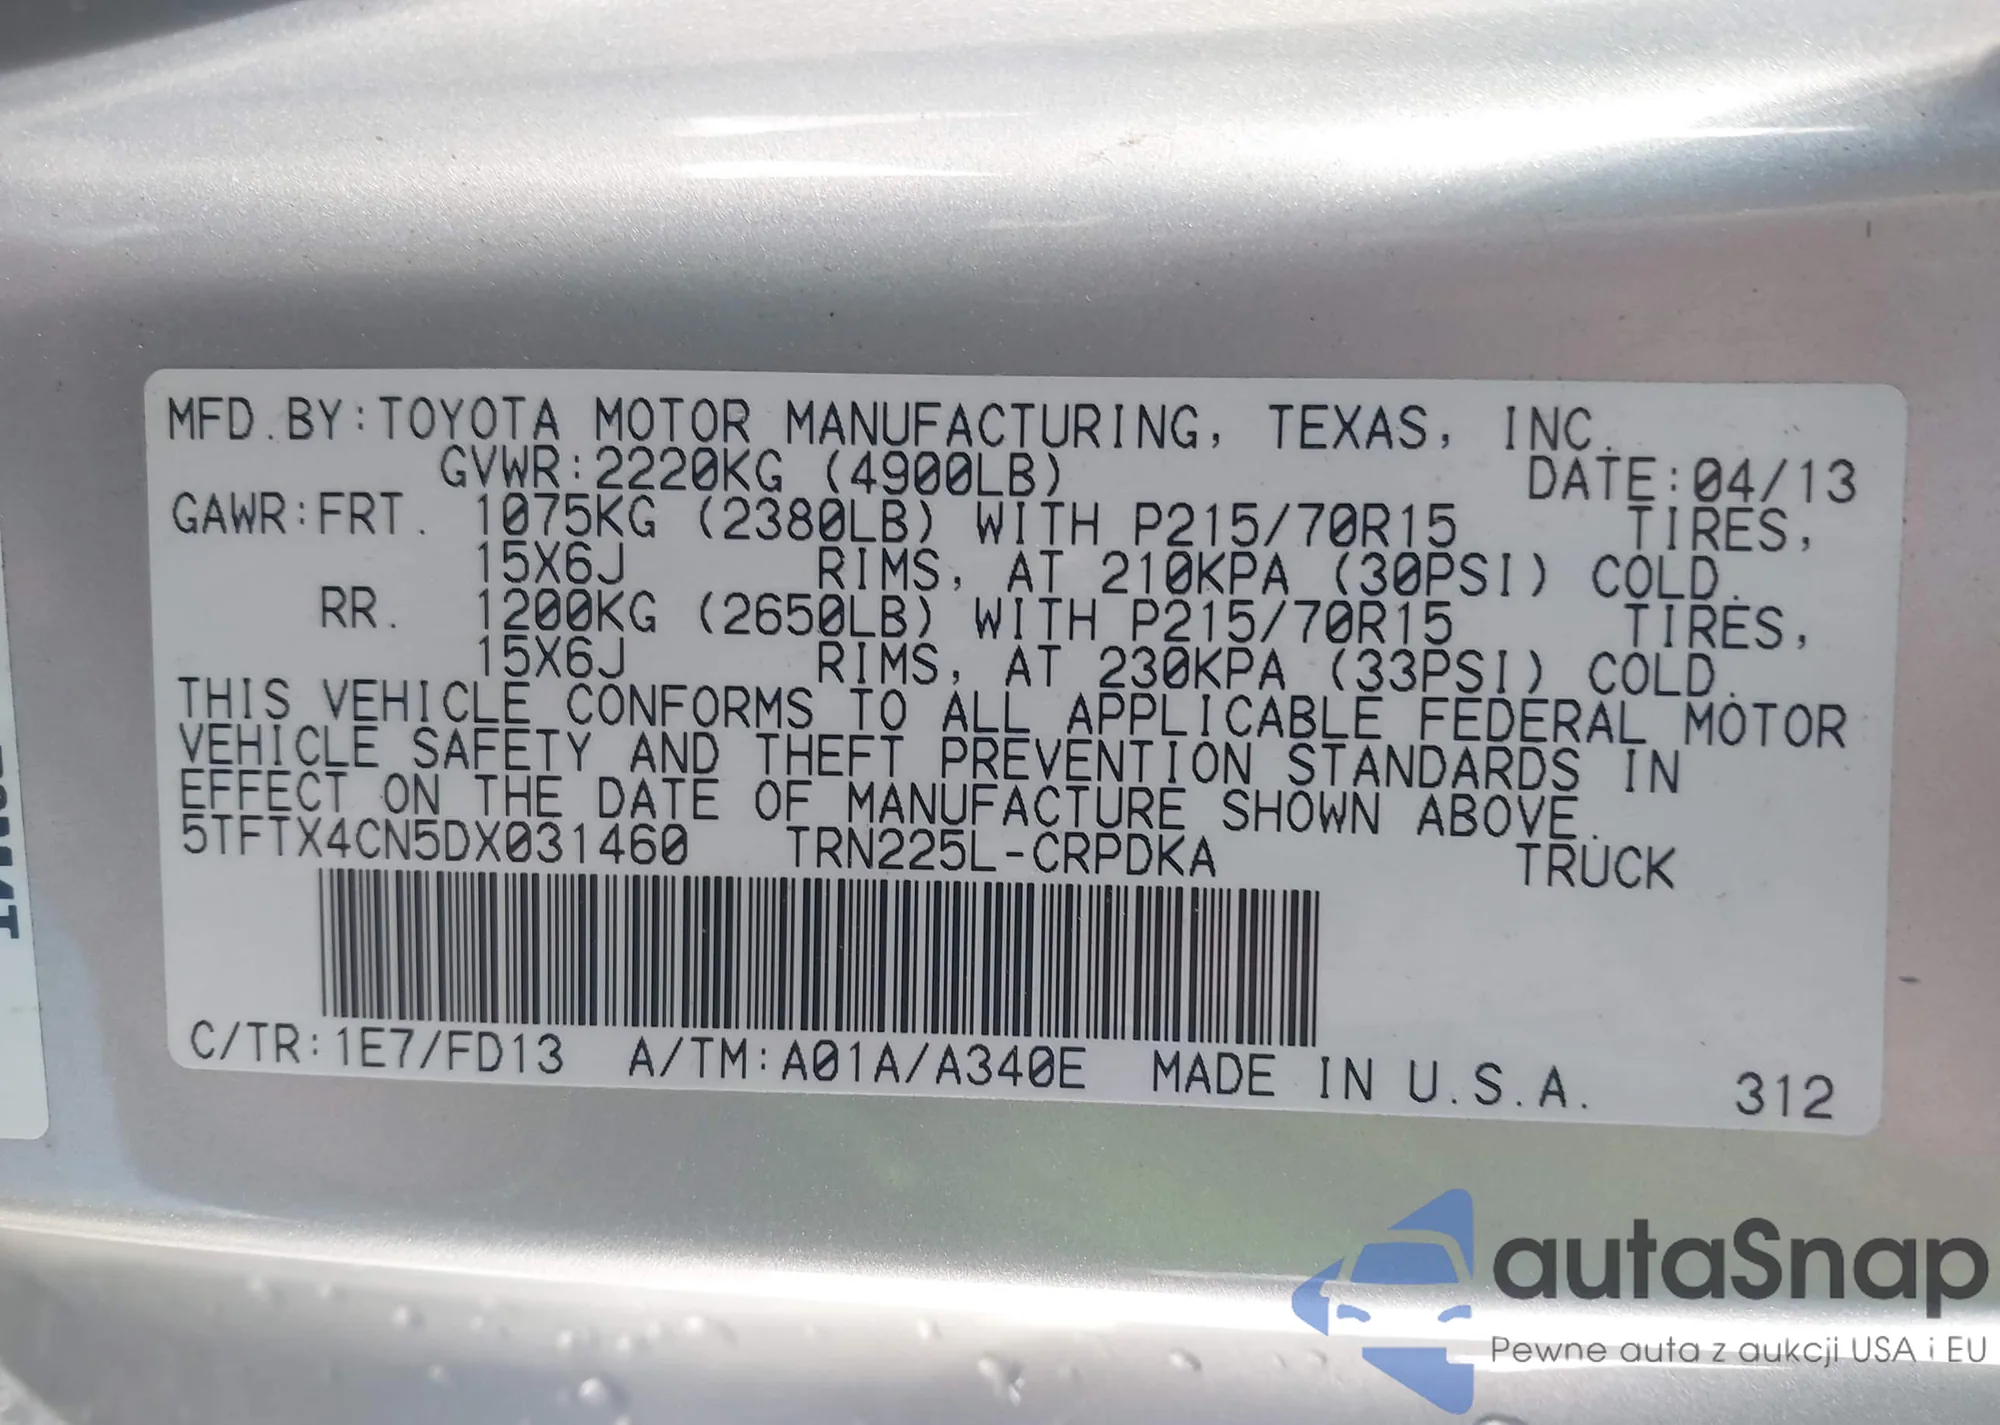 MFD.BY:TOYOTA MOTOR MANUFACTURING, TEXAS, INC.
GVWR:2220KG (4900LB) DATE:04/13
GAWR:FRT. 1075KG (2380LB) WITH P215/70R15 TIRES,
15X6J RIMS, AT 210KPA (30PSI) COLD.
RR. 1200KG (2650LB) WITH P215/70R15 TIRES,
15X6J RIMS, AT 230KPA (33PSI) COLD.
THIS VEHICLE CONFORMS TO ALL APPLICABLE FEDERAL MOTOR
VEHICLE SAFETY AND THEFT PREVENTION STANDARDS IN
EFFECT ON THE DATE OF MANUFACTURE SHOWN ABOVE.
5TFTX4CN5DX031460 TRN225L-CRPDKA TRUCK
C/TR:1E7/FD13 A/TM:A01A/A340E MADE IN U.S.A. 312
autaSnap
Pewne auta z aukcji USA i EU